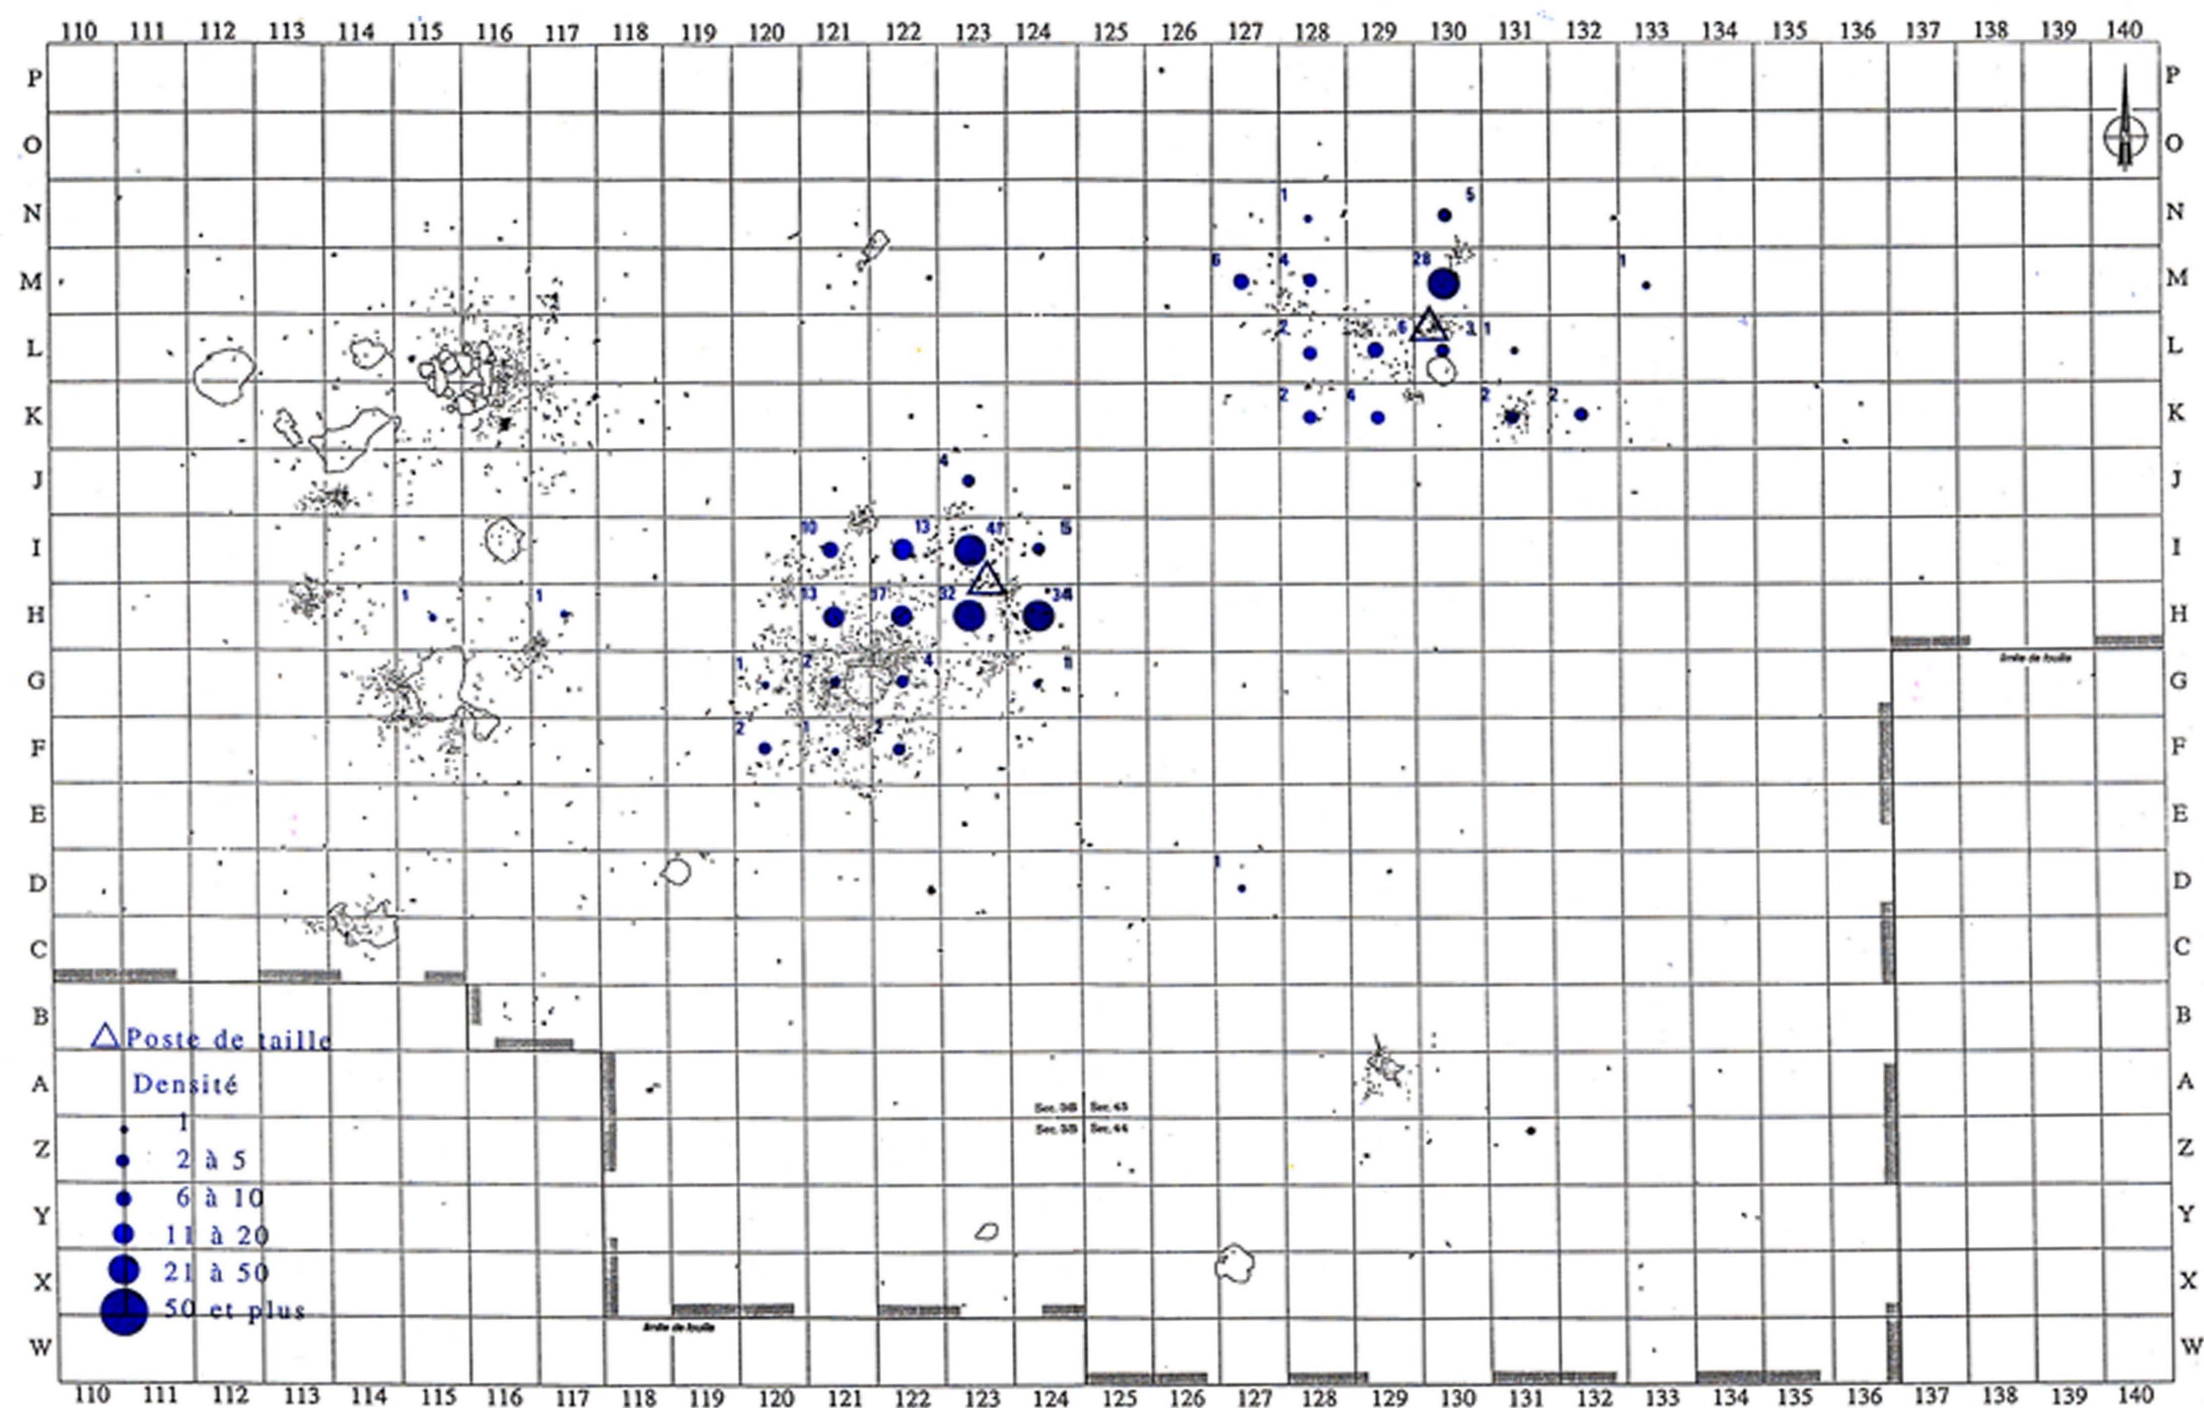 110 111 112 113 114 115 116 117 118 119 120 121 122 123 124 125 126 127 128 129 130 131 132 133 134 135 136 137 138 139 140
P P
O O
N 1 5 N
M 6 4 28 1 M
L 2 6 3 1 L
K 2 4 2 2 K
4
J J
I 10 13 41 I
H 1 1 13 17 32 34 H
G 1 2 4 G
limite de fouille
F 2 1 2 F
E E
D 1 D
C C
B B
Poste de taille
A Densité A
1
Sec. 45
Sec. 44
Z 2 à 5 Z
6 à 10
Y 11 à 20 Y
X 21 à 50 X
50 et plus
limite de fouille
W W
110 111 112 113 114 115 116 117 118 119 120 121 122 123 124 125 126 127 128 129 130 131 132 133 134 135 136 137 138 139 140